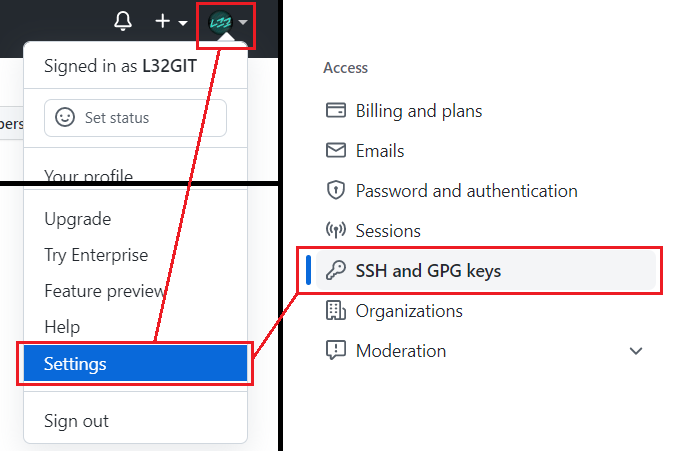 L32
Signed in as L32GIT
Set status
pers
Your profile
Upgrade
Try Enterprise
Feature preview
Help
Settings
Sign out
Access
Billing and plans
Emails
Password and authentication
Sessions
SSH and GPG keys
Organizations
Moderation